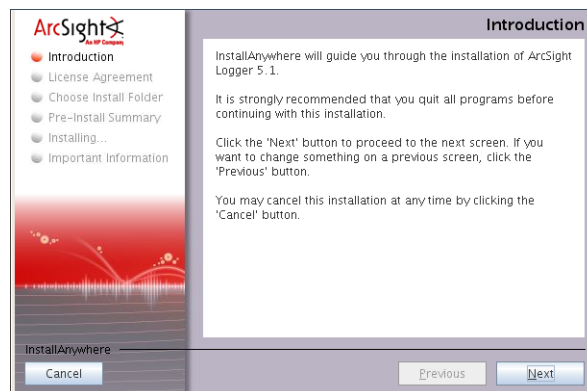 ArcSight
An HP Company
Introduction
Introduction
License Agreement
Choose Install Folder
Pre-Install Summary
Installing...
Important Information
InstallAnywhere will guide you through the installation of ArcSight
Logger 5.1.
It is strongly recommended that you quit all programs before
continuing with this installation.
Click the 'Next' button to proceed to the next screen. If you
want to change something on a previous screen, click the
'Previous' button.
You may cancel this installation at any time by clicking the
'Cancel' button.
InstallAnywhere
Cancel
Previous
Next